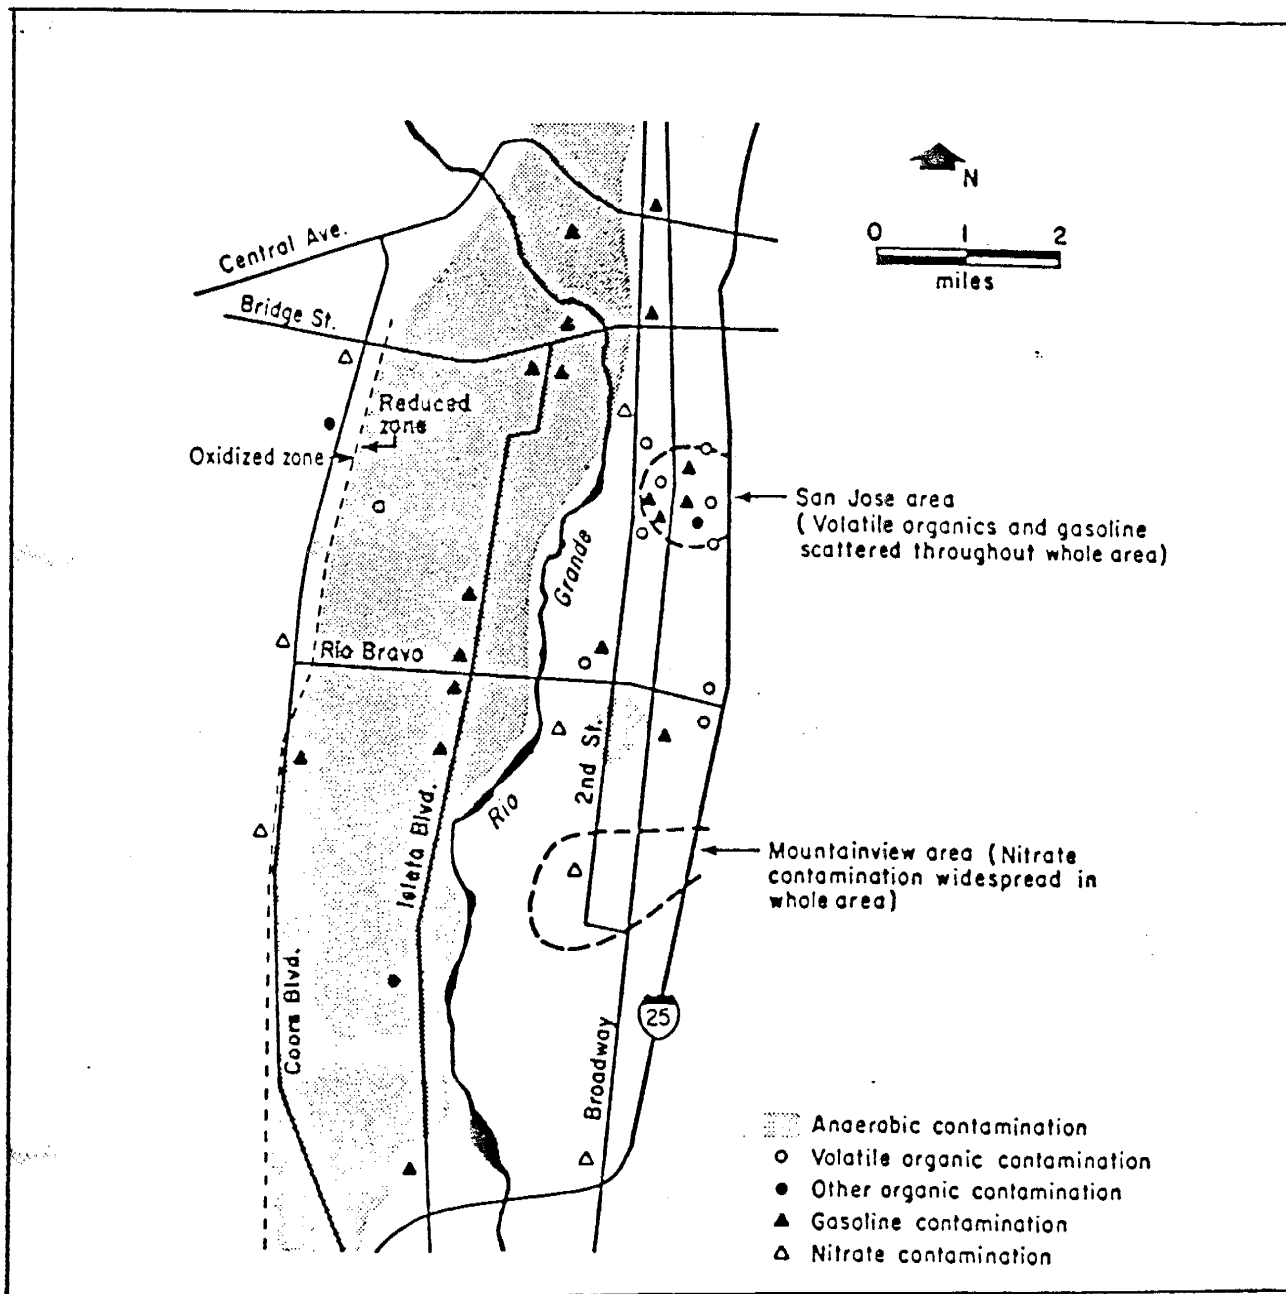 N
0 1 2
miles
Central Ave.
Bridge St.
Reduced
zone
Oxidized zone
San Jose area
(Volatile organics and gasoline
scattered throughout whole area)
Grande
Rio Bravo
2nd St.
Rio
Isleta Blvd.
Mountainview area (Nitrate
contamination widespread in
whole area)
Coors Blvd.
25
Broadway
Anaerobic contamination
Volatile organic contamination
Other organic contamination
Gasoline contamination
Nitrate contamination